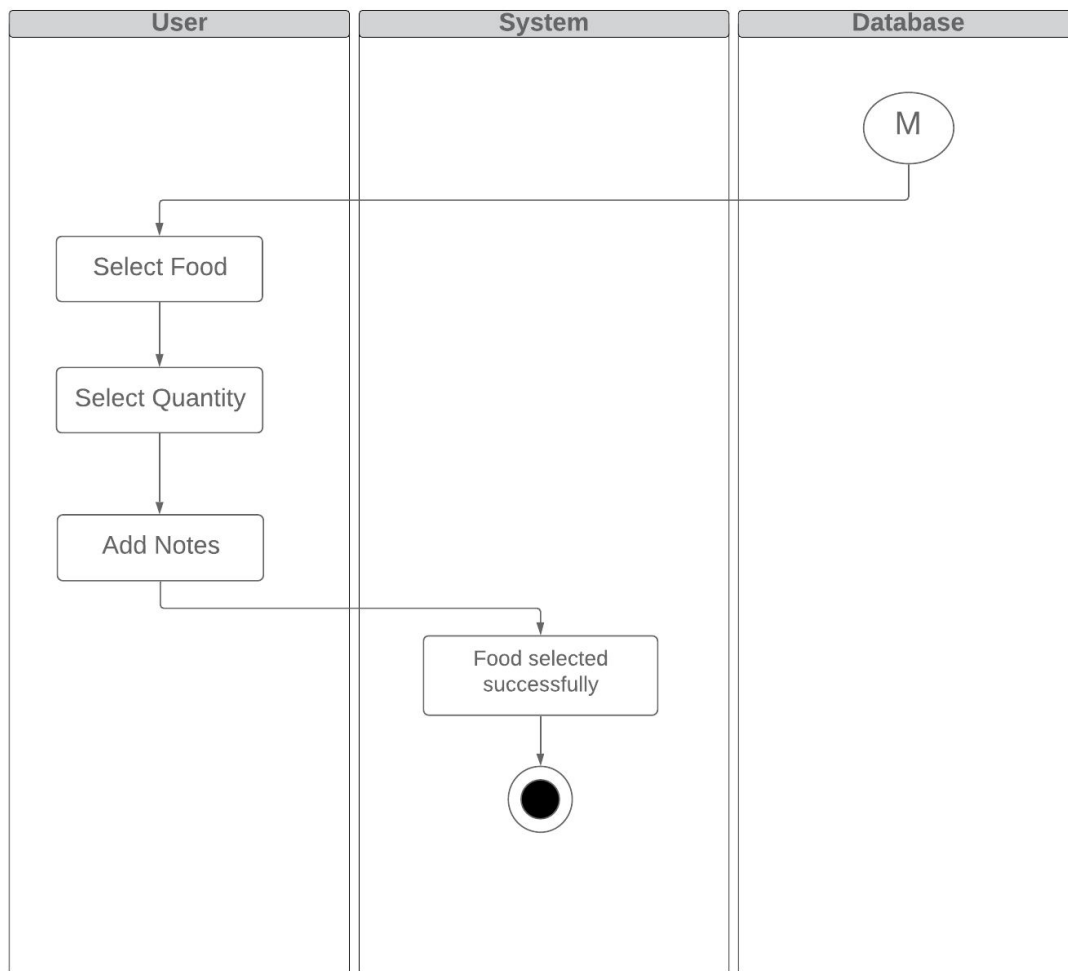 User
System
Database
M
Select Food
Select Quantity
Add Notes
Food selected
successfully